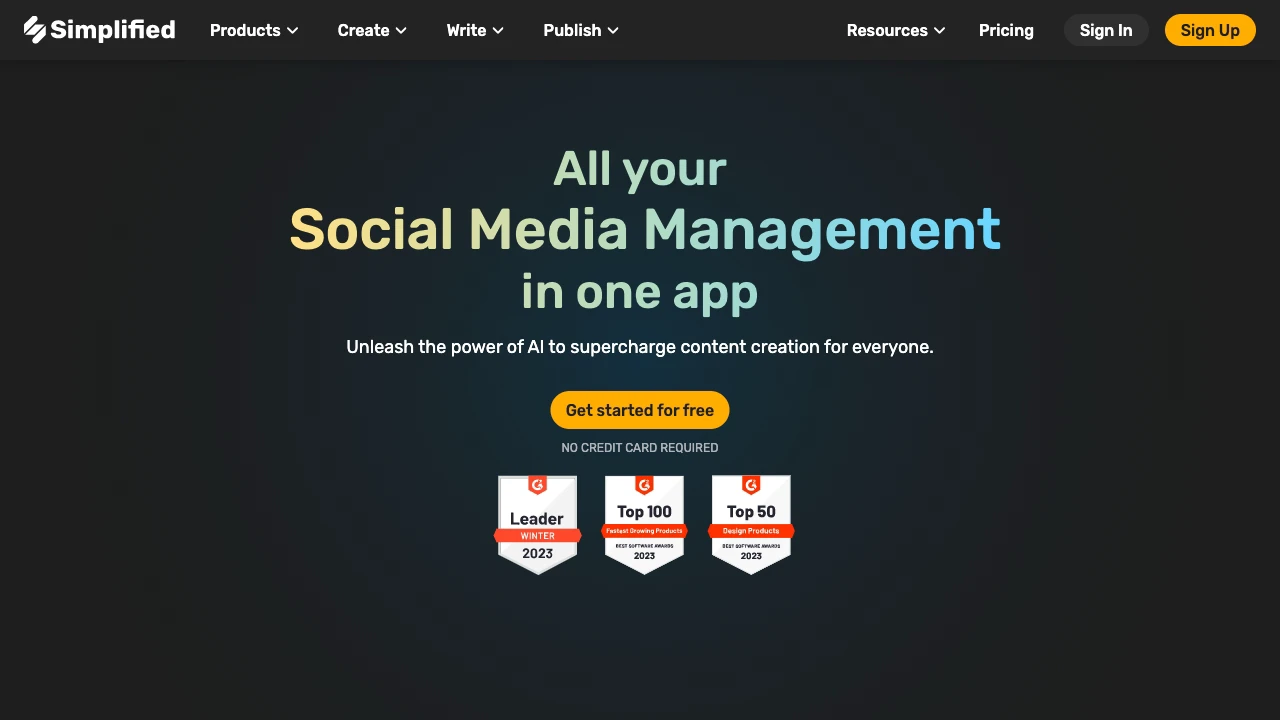 Simplified Products Create Write Publish Resources Pricing Sign In Sign Up
All your
Social Media Management
in one app
Unleash the power of AI to supercharge content creation for everyone.
Get started for free
NO CREDIT CARD REQUIRED
Leader
WINTER
2023
Top 100
Fastest Growing Products
BEST SOFTWARE AWARDS
2023
Top 50
Design Products
BEST SOFTWARE AWARDS
2023